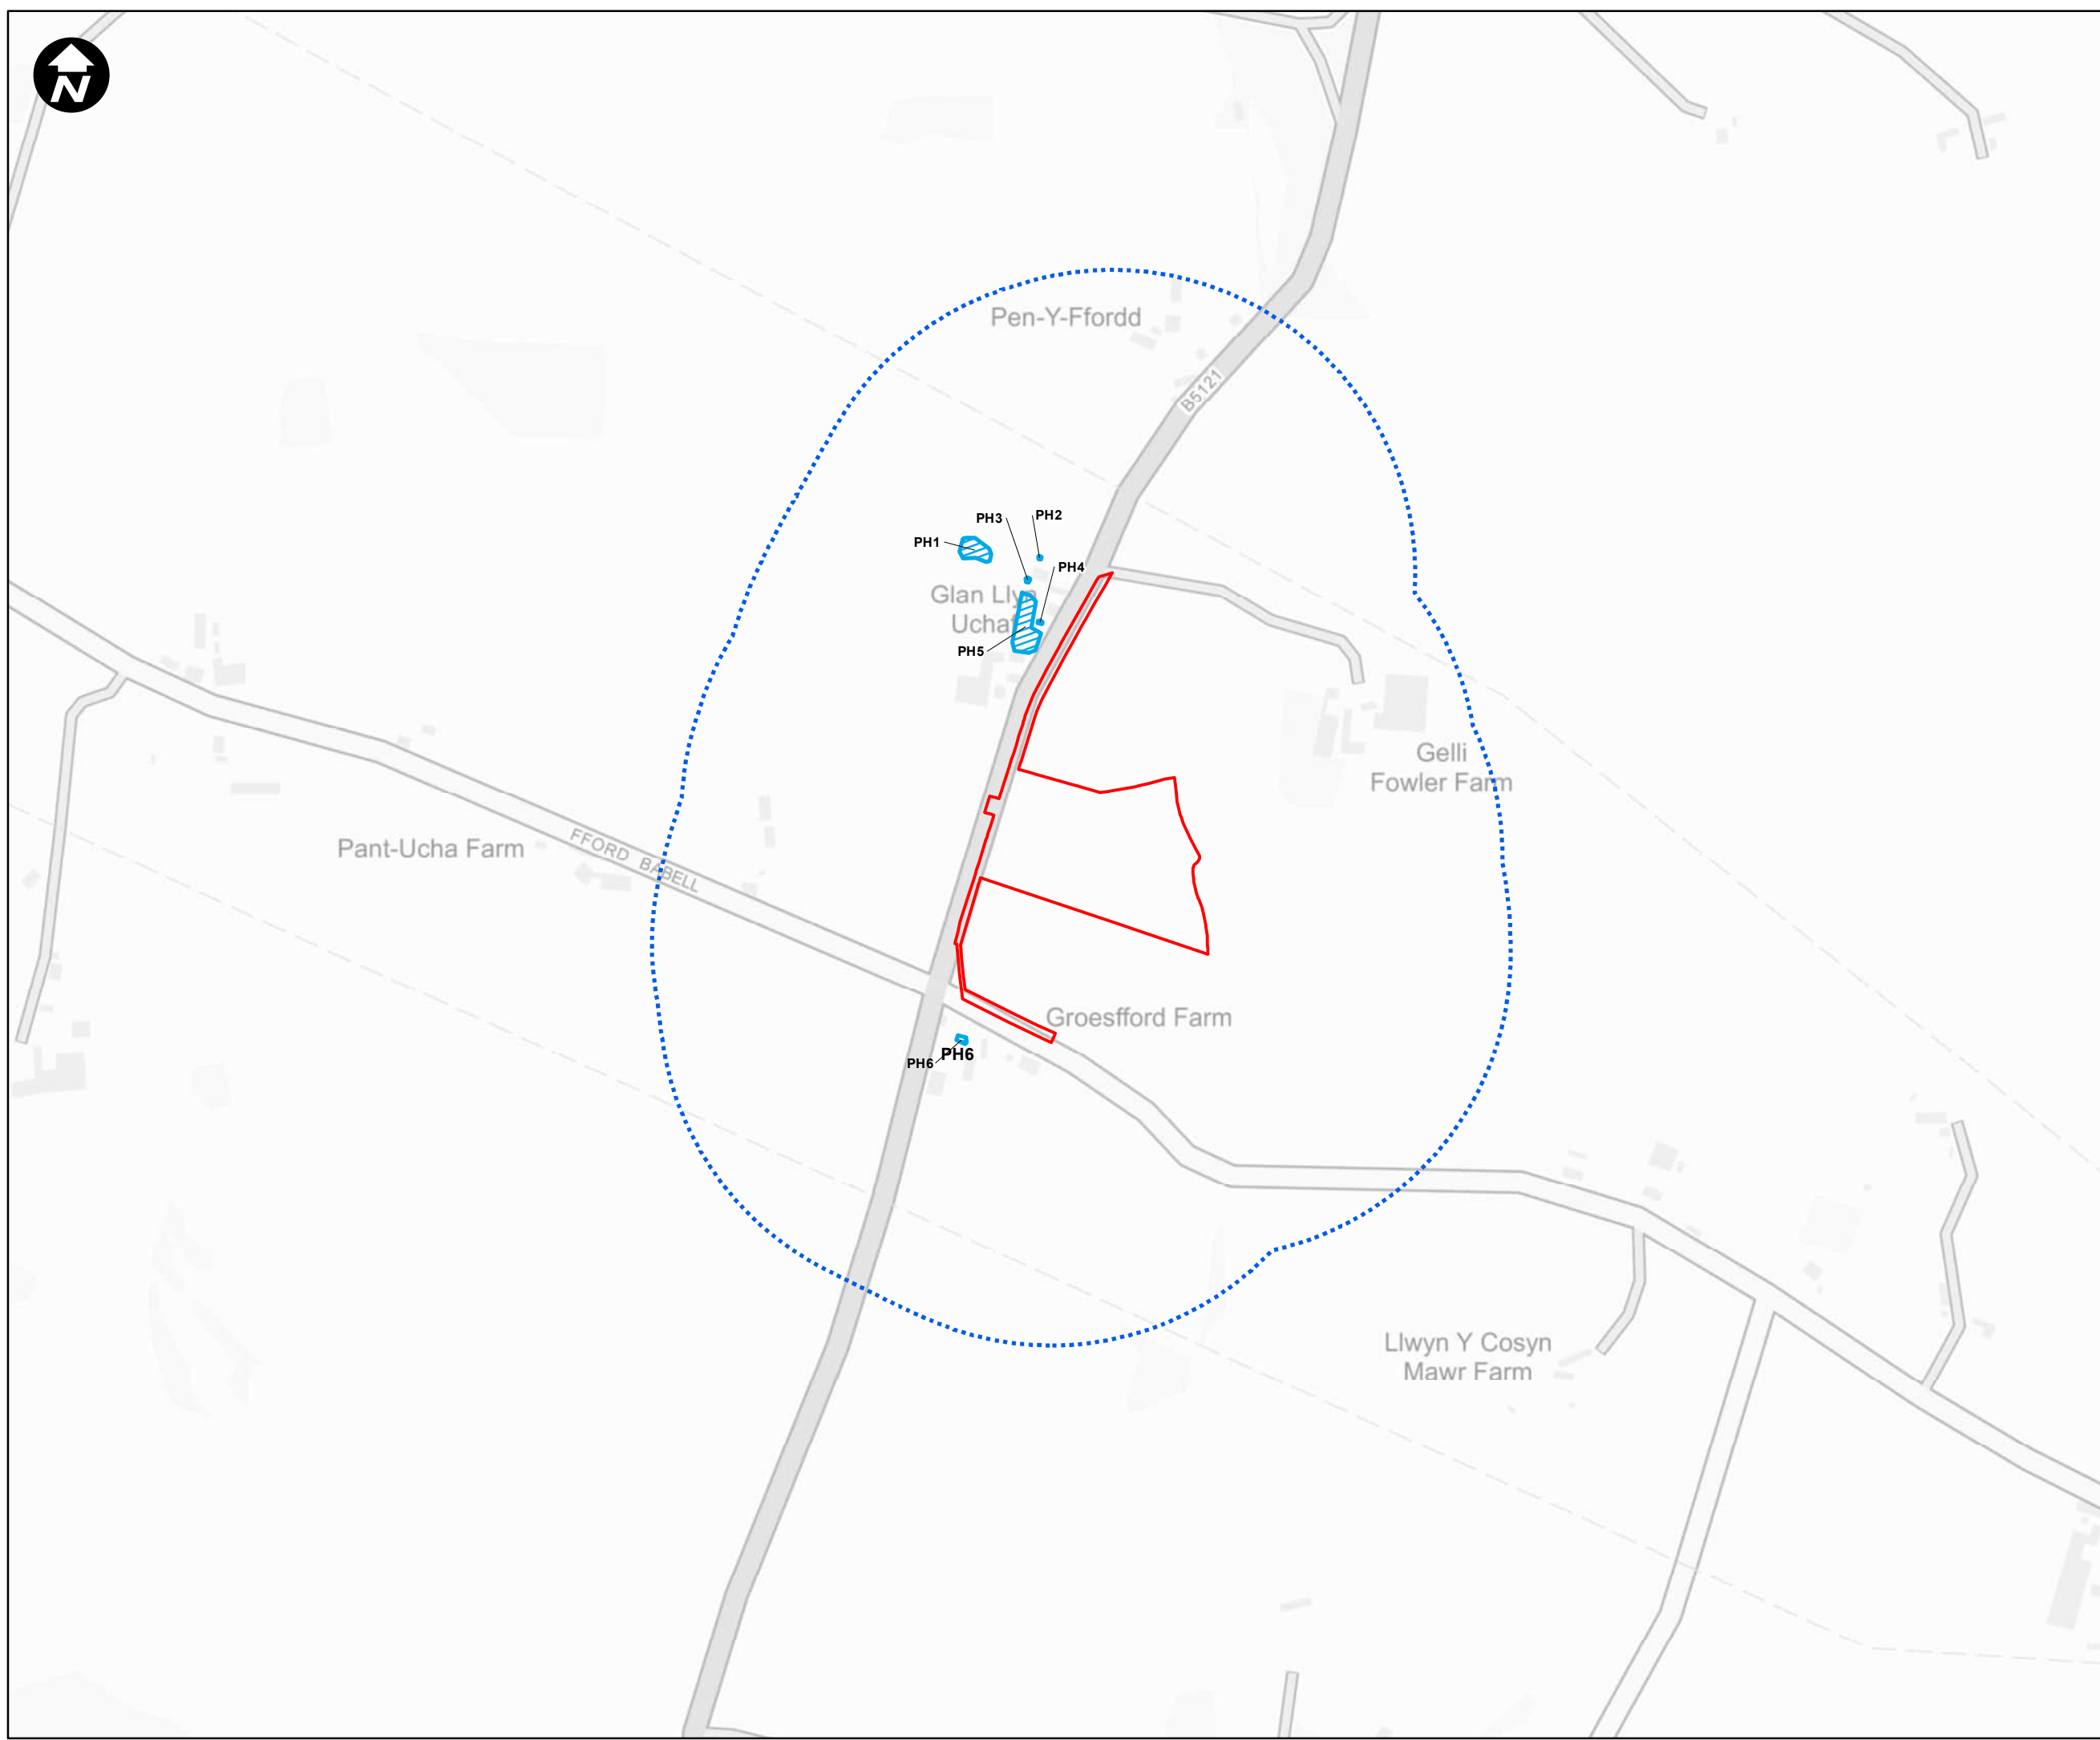 N
Pen-Y-Ffordd
B5121
PH3
PH2
PH1
PH4
Glan Llyn
Uchaf
PH5
Gelli
Fowler Farm
Pant-Ucha Farm
FFORD BABELL
Groesfford Farm
PH6
PH6
Llwyn Y Cosyn
Mawr Farm